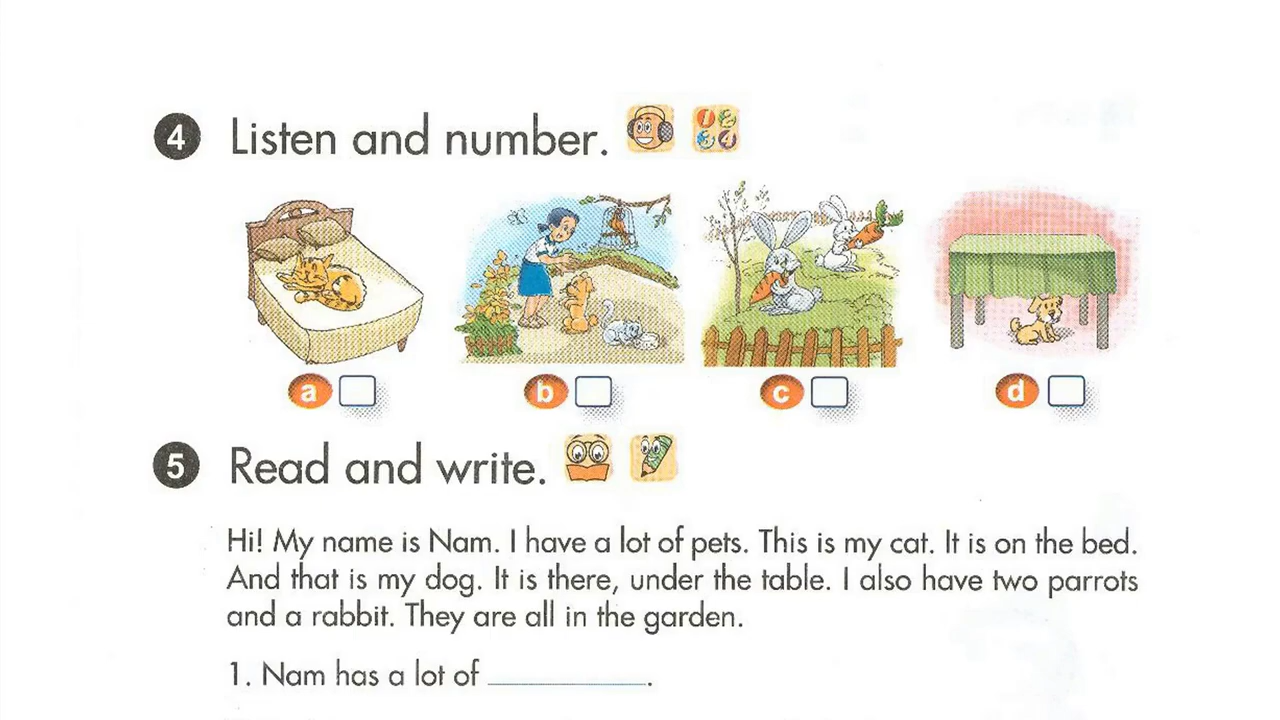 4 Listen and number.
a b c d
5 Read and write.
Hi! My name is Nam. I have a lot of pets. This is my cat. It is on the bed.
And that is my dog. It is there, under the table. I also have two parrots
and a rabbit. They are all in the garden.
1. Nam has a lot of ____________.